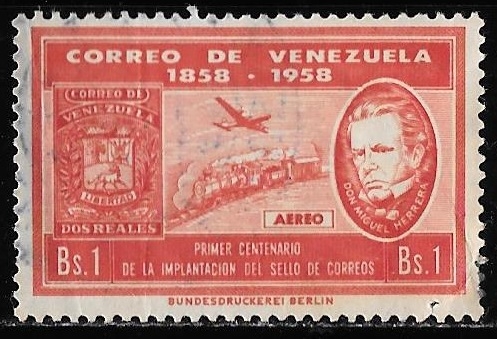 CORREO DE VENEZUELA
1858 - 1958
CORREO DE
VENEZUELA
LIBERTAD
DOS REALES
AEREO
DON MIGUEL HERRERA
Bs.1
PRIMER CENTENARIO
DE LA IMPLANTACION DEL SELLO DE CORREOS
Bs.1
BUNDESDRUCKEREI BERLIN